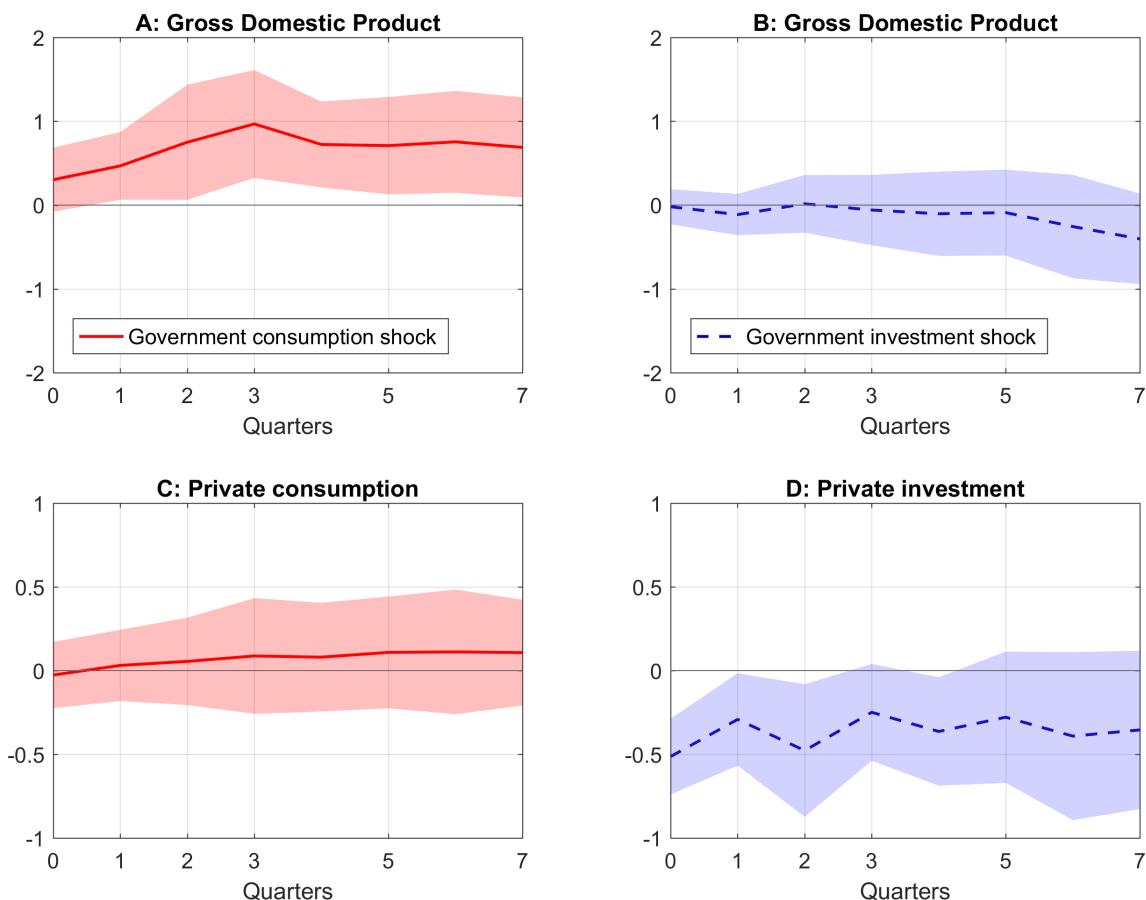 A: Gross Domestic Product
2
1
0
-1
-2
Government consumption shock
0 1 2 3 5 7
Quarters
B: Gross Domestic Product
2
1
0
-1
-2
Government investment shock
0 1 2 3 5 7
Quarters
C: Private consumption
1
0.5
0
-0.5
-1
0 1 2 3 5 7
Quarters
D: Private investment
1
0.5
0
-0.5
-1
0 1 2 3 5 7
Quarters